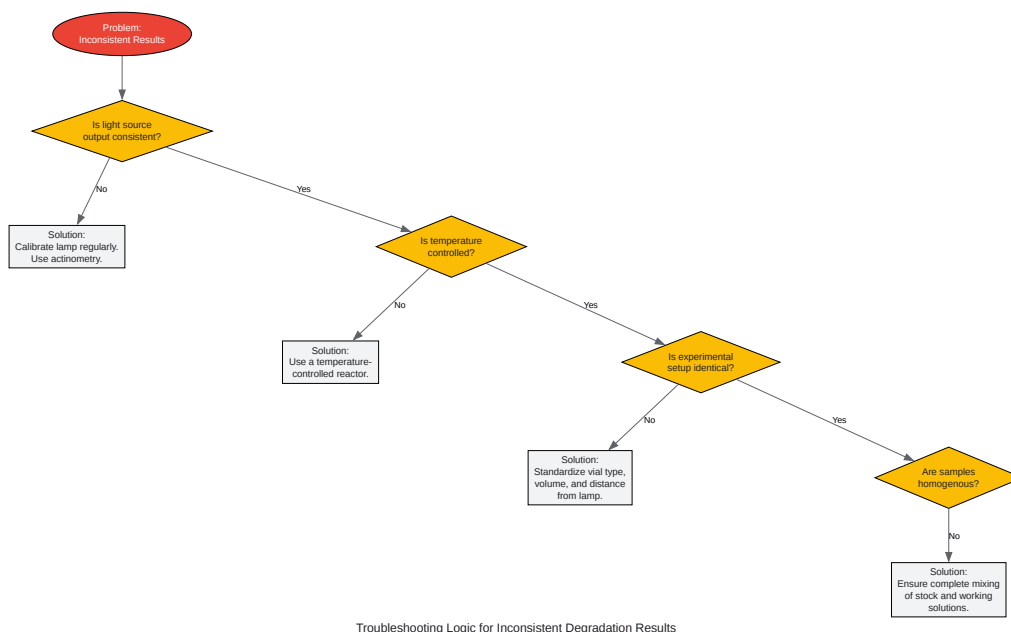 Problem:
Inconsistent Results
Is light source
output consistent?
No
Yes
Solution:
Calibrate lamp regularly.
Use actinometry.
Is temperature
controlled?
No
Yes
Solution:
Use a temperature-
controlled reactor.
Is experimental
setup identical?
No
Yes
Solution:
Standardize vial type,
volume, and distance
from lamp.
Are samples
homogenous?
No
Solution:
Ensure complete mixing
of stock and working
solutions.
Troubleshooting Logic for Inconsistent Degradation Results